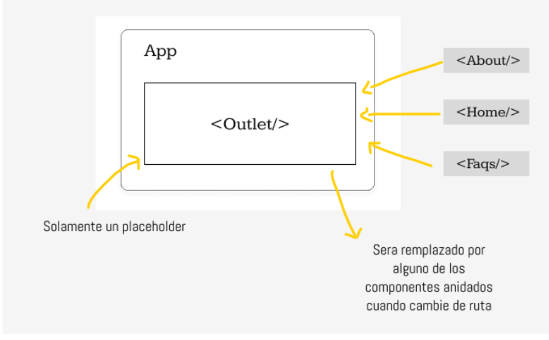 App
<Outlet/>
<About/>
<Home/>
<Faqs/>
Solamente un placeholder
Sera remplazado por
alguno de los
componentes anidados
cuando cambie de ruta